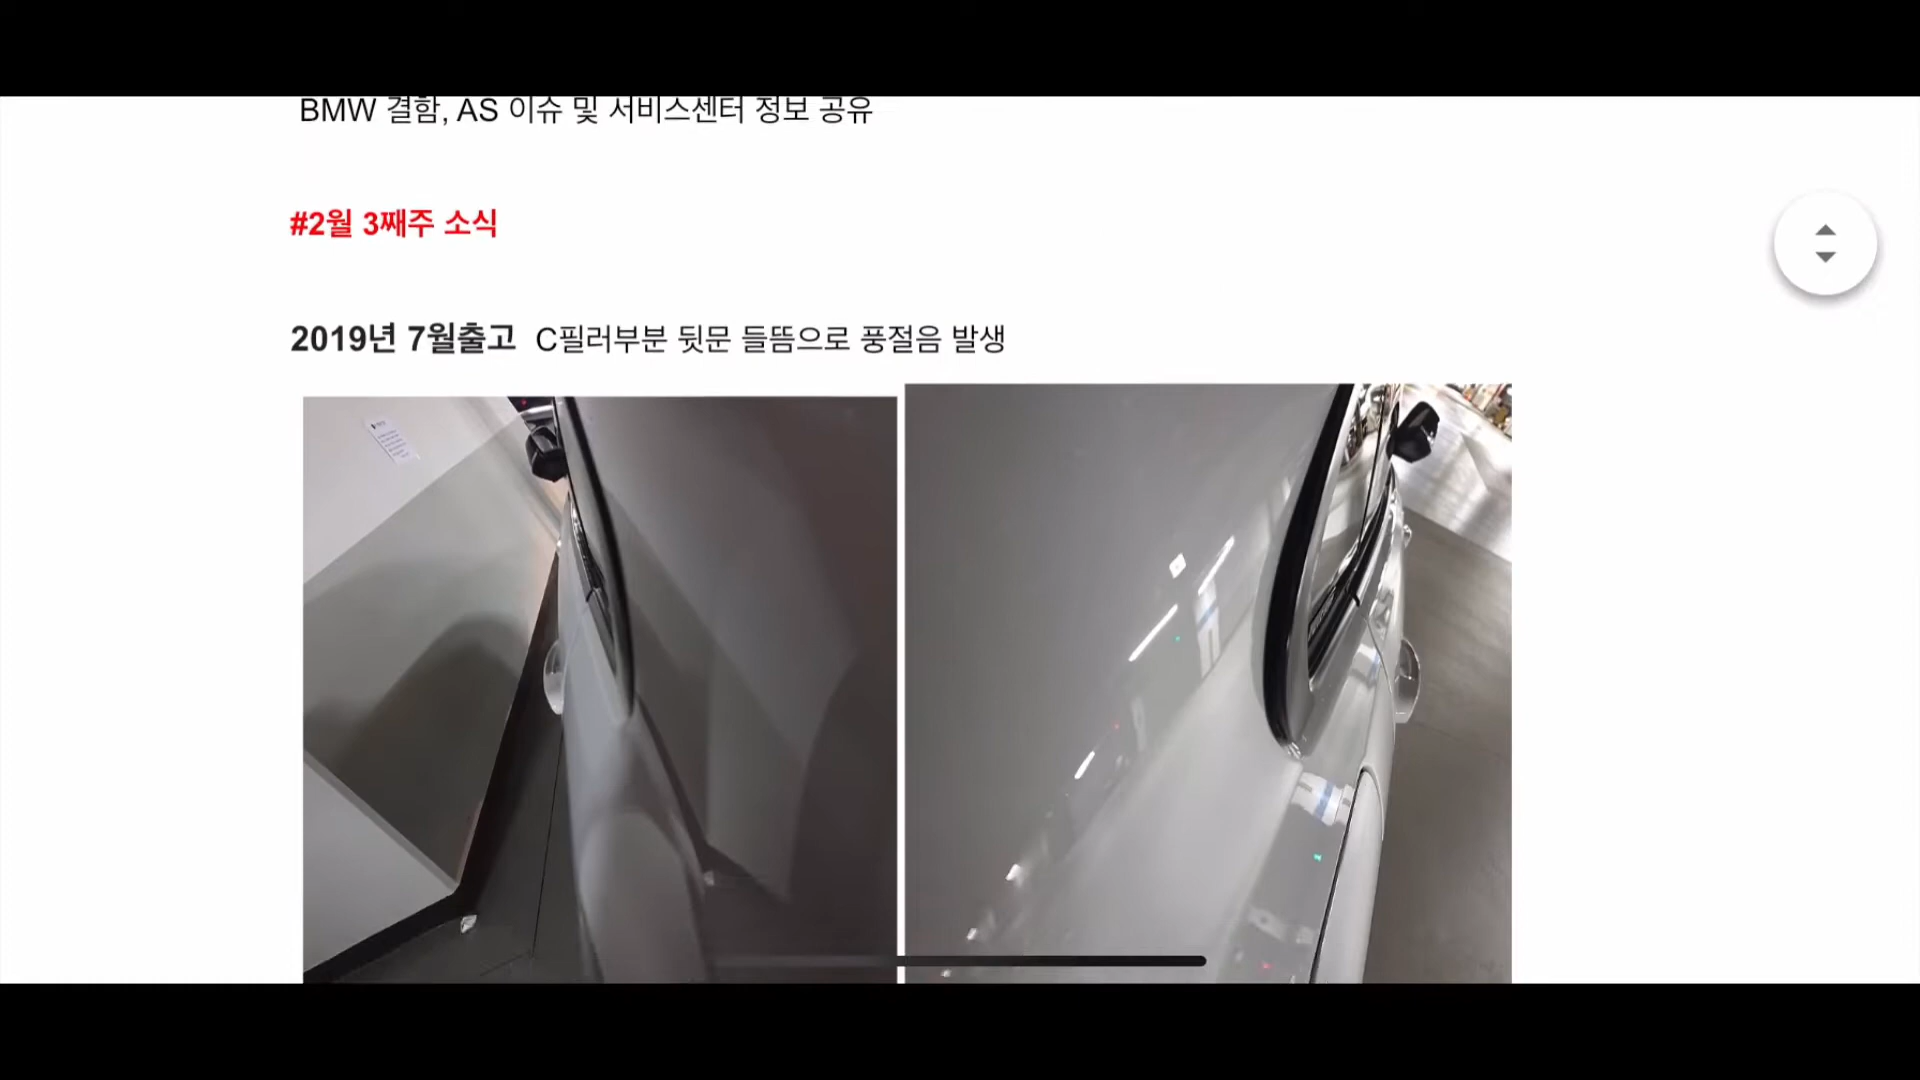 BMW 결함, AS 이슈 및 서비스센터 정보 공유
#2월 3째주 소식
2019년 7월출고 C필러부분 뒷문 들뜸으로 풍절음 발생